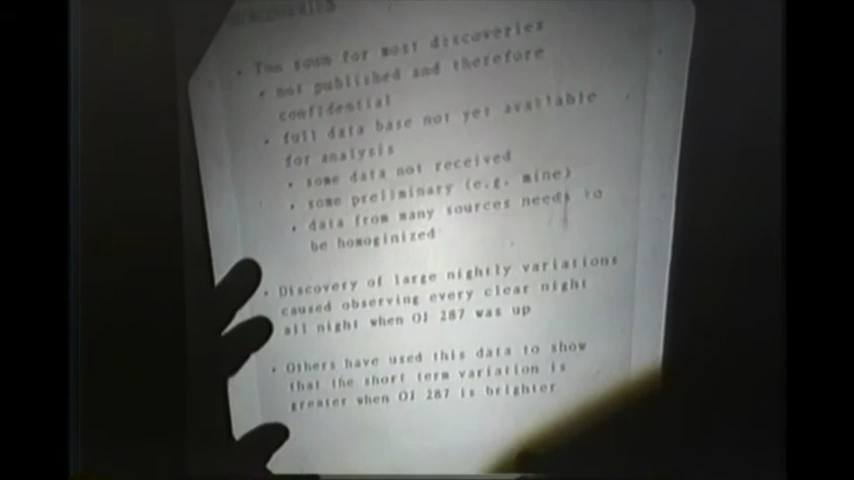 • Too soon for most discoveries
• not published and therefore
confidential
• full data base not yet available
for analysis
• some data not received
• some preliminary (e.g. mine)
• data from many sources needs to
be homoginized
• Discovery of large nightly variations
caused observing every clear night
all night when OJ 287 was up
• Others have used this data to show
that the short term variation is
greater when OJ 287 is brighter